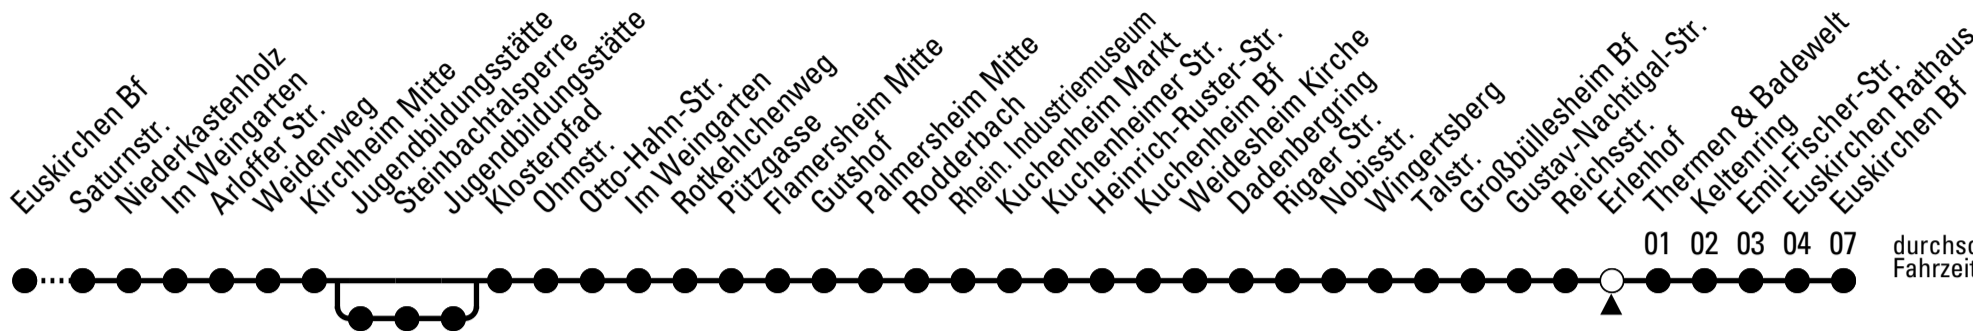 Euskirchen Bf
Saturnstr.
Niederkastenholz
Im Weingarten
Arloffer Str.
Weidenweg
Kirchheim Mitte
Jugendbildungsstätte
Steinbachtalsperre
Jugendbildungsstätte
Klosterpfad
Ohmstr.
Otto-Hahn-Str.
Im Weingarten
Rotkehlchenweg
Pützgasse
Flamersheim Mitte
Gutshof
Palmersheim Mitte
Rodderbach
Rhein. Industriemuseum
Kuchenheim Markt
Kuchenheimer Str.
Heinrich-Ruster-Str.
Kuchenheim Bf
Weidesheim Kirche
Dadenbergring
Rigaer Str.
Nobisstr.
Wingertsberg
Talstr.
Großbüllesheim Bf
Gustav-Nachtigal-Str.
Reichsstr.
Erlenhof
Thermen & Badewelt
Keltenring
Emil-Fischer-Str.
Euskirchen Rathaus
Euskirchen Bf
01 02 03 04 07
durchsc
Fahrzeit